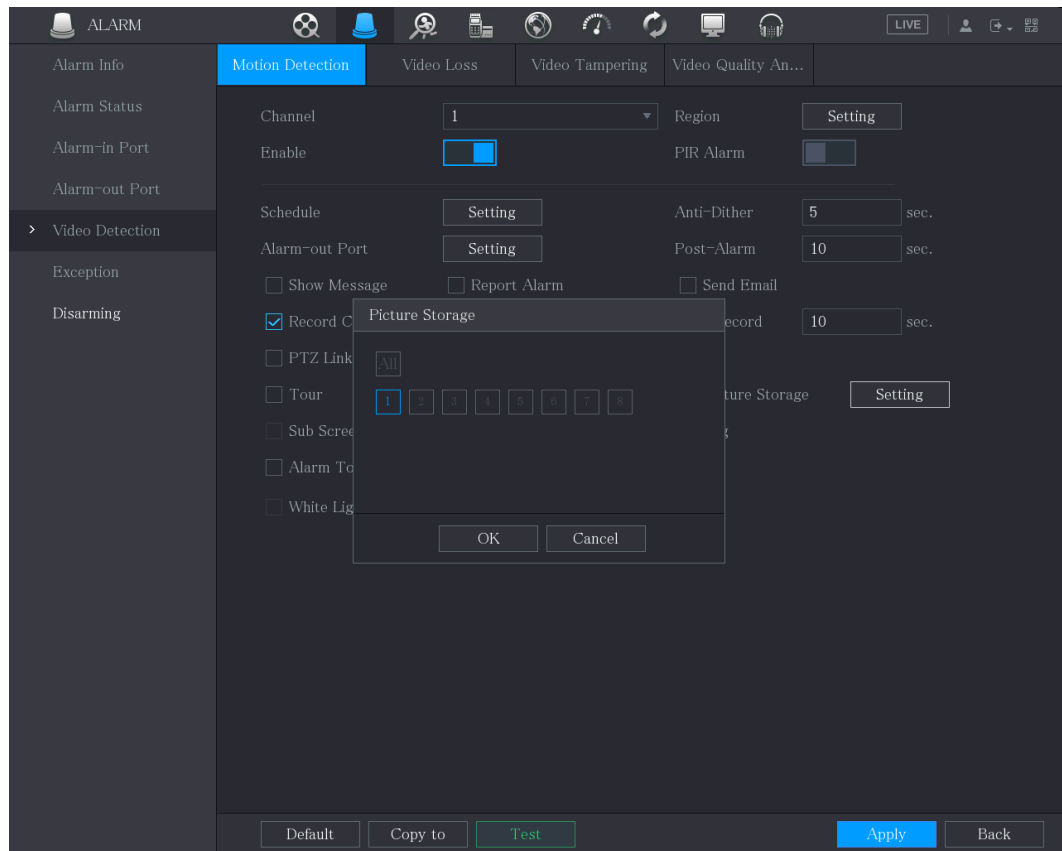 ALARM LIVE
Alarm Info
Alarm Status
Alarm-in Port
Alarm-out Port
Video Detection
Exception
Disarming
Motion Detection Video Loss Video Tampering Video Quality An...
Channel 1 Region Setting
Enable PIR Alarm
Schedule Setting Anti-Dither 5 sec.
Alarm-out Port Setting Post-Alarm 10 sec.
Show Message Report Alarm Send Email
Record C ecord 10 sec.
PTZ Link
Tour ture Storage Setting
Sub Scree
Alarm To
White Lig
Picture Storage
All
1 2 3 4 5 6 7 8
OK Cancel
Default Copy to Test Apply Back